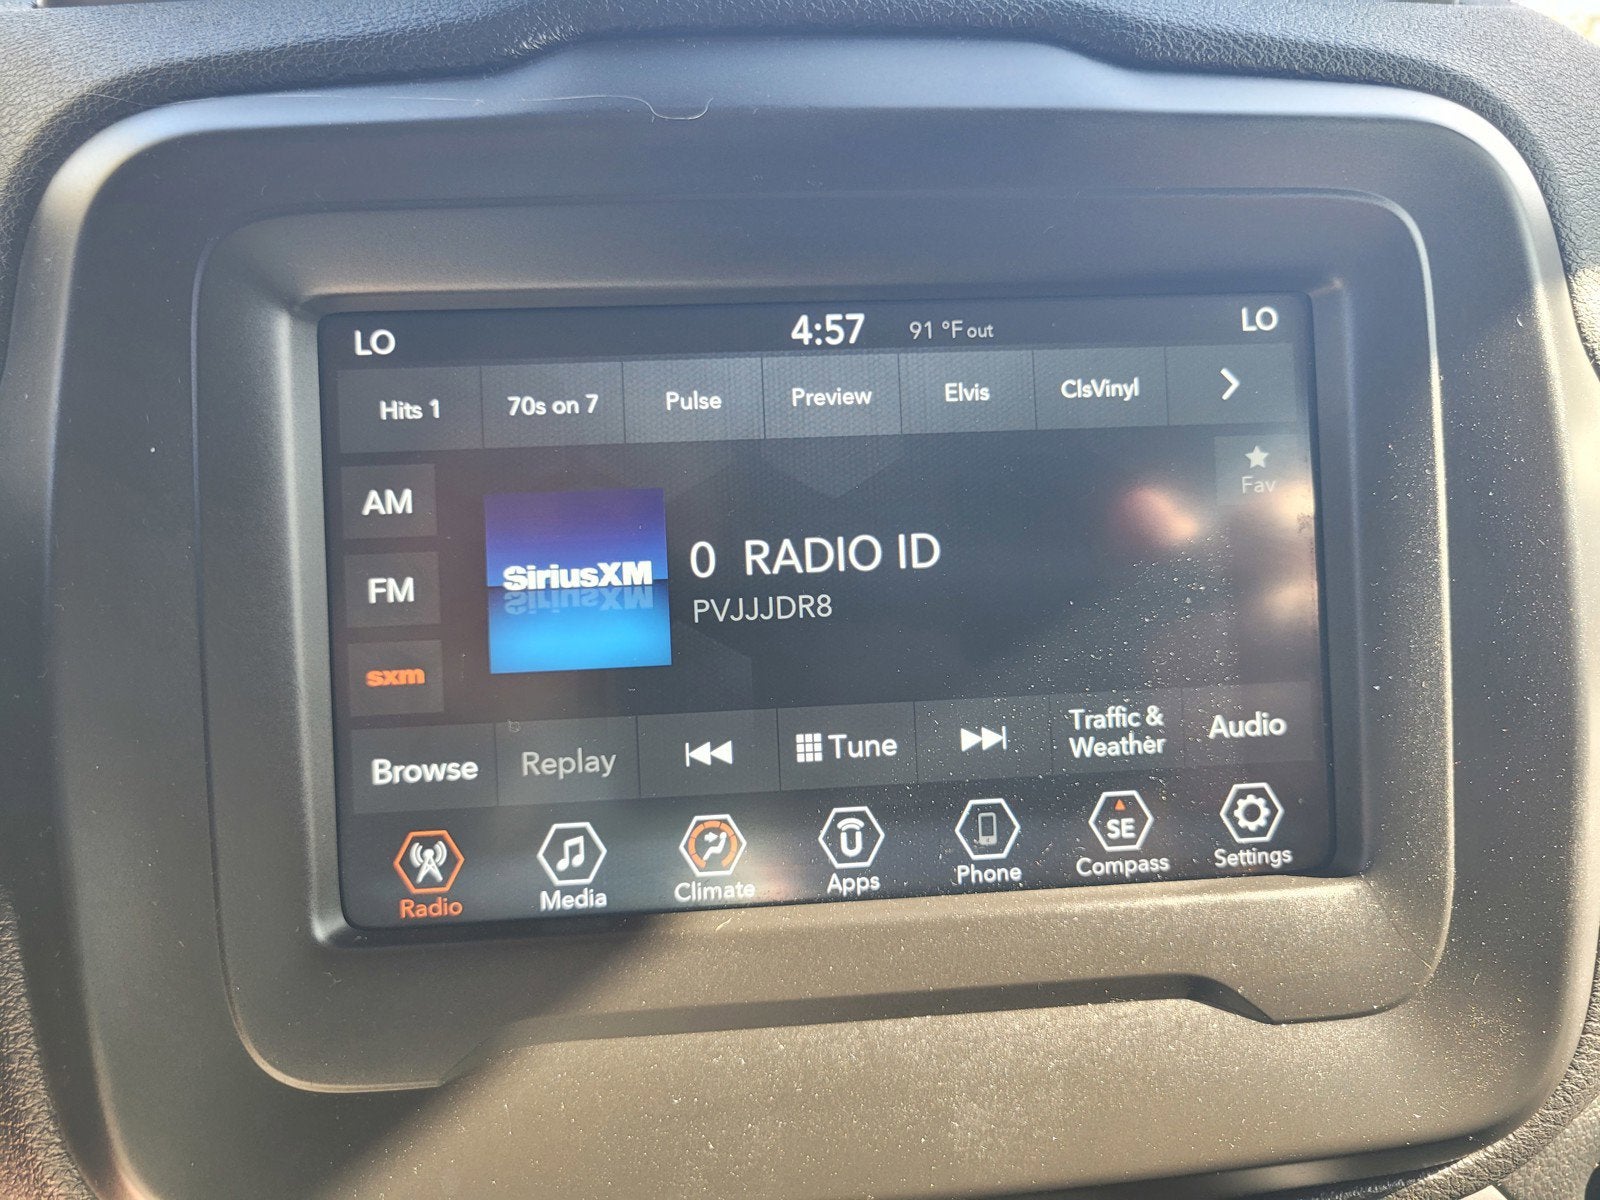 LO 4:57 91 °F out LO
Hits 1 70s on 7 Pulse Preview Elvis ClsVinyl
AM
Fav
SiriusXM
0 RADIO ID
PVJJJDR8
FM
sxm
Browse Replay Tune Traffic & Weather Audio
U SE
Radio Media Climate Apps Phone Compass Settings